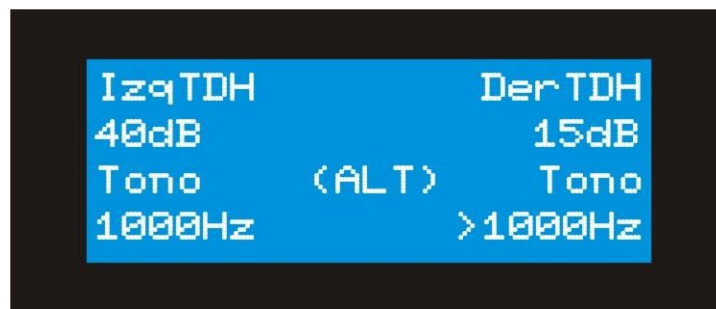 IzqTDH DerTDH
40dB 15dB
Tono (ALT) Tono
1000Hz >1000Hz